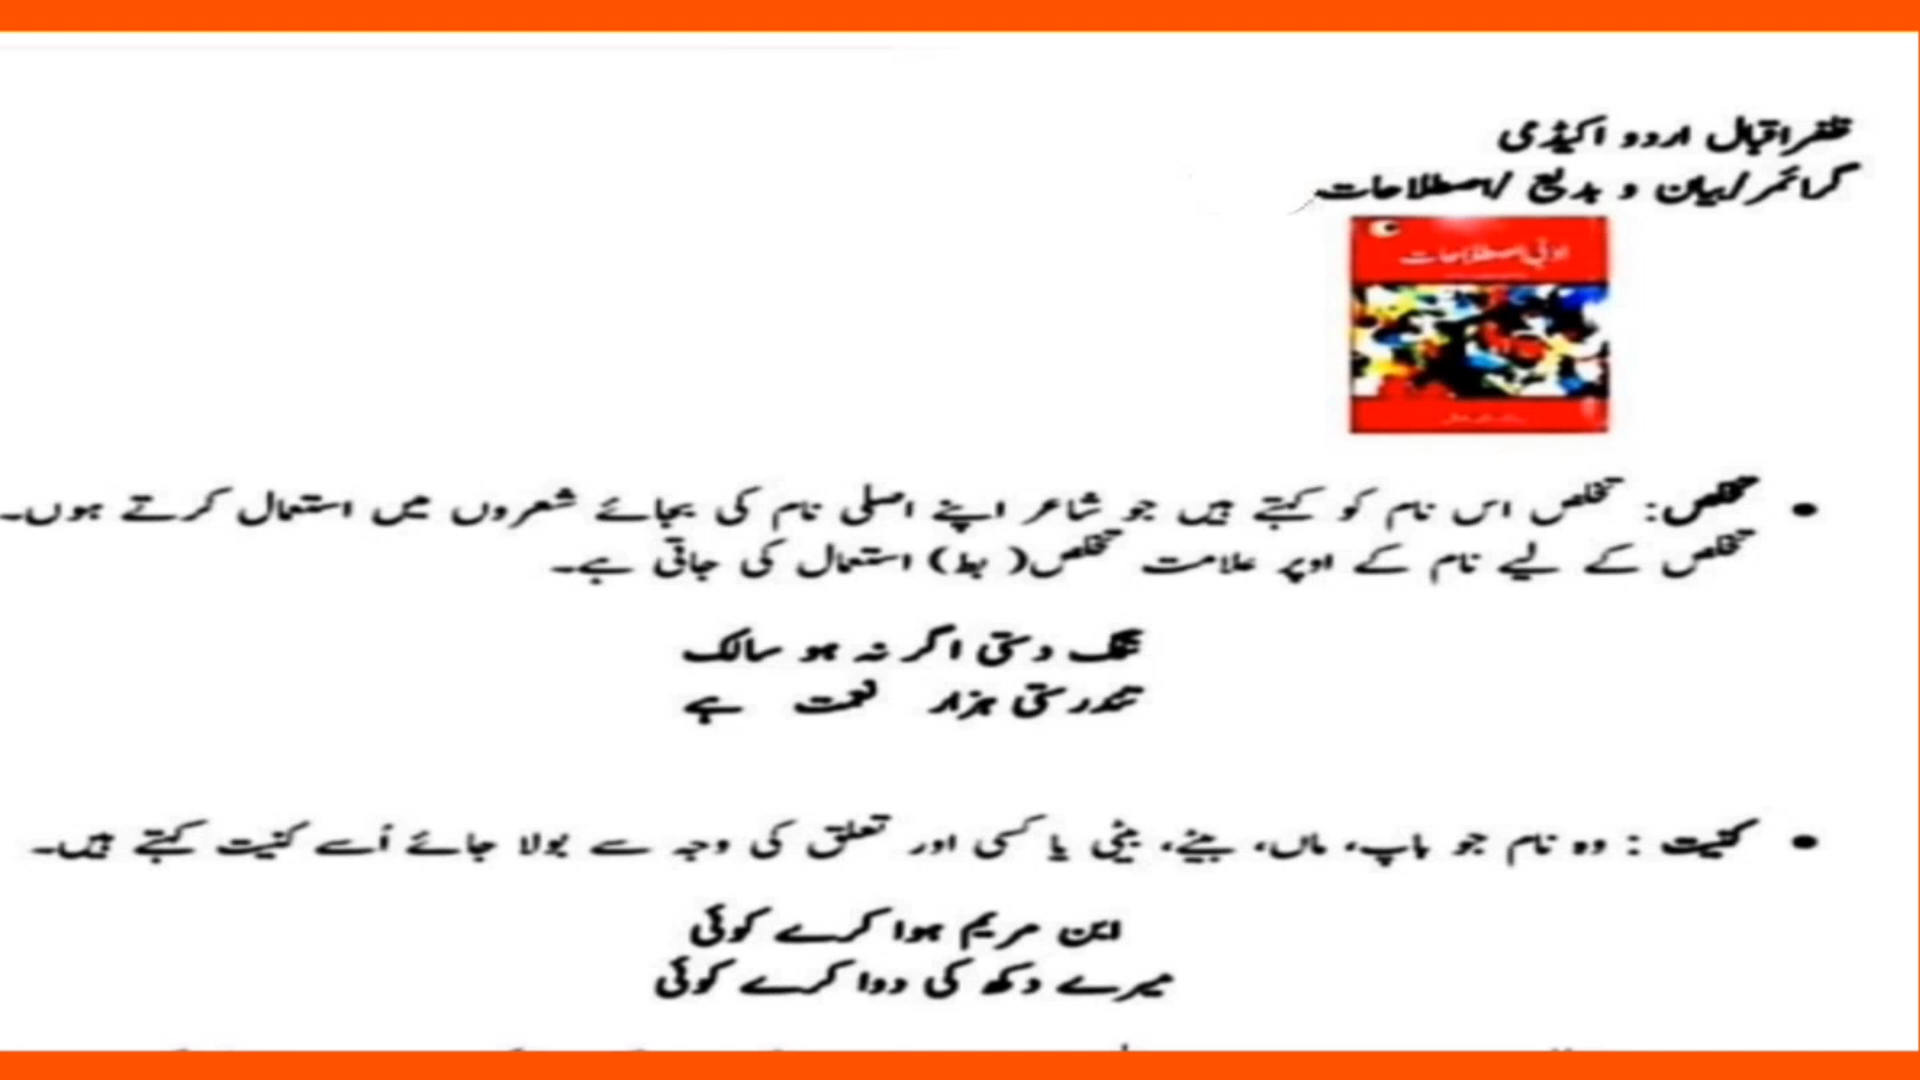 ظفر اقبال اردو اکیڈمی
گرائمر/بیان و بدیع /اصطلاحات
ادبی اصطلاحات
• تخلص: تخلص اس نام کو کہتے ہیں جو شاعر اپنے اصلی نام کی بجائے شعروں میں استعمال کرتے ہوں۔
تخلص کے لیے نام کے اوپر علامت تخلص( بط) استعمال کی جاتی ہے۔
تنگ دستی اگر نہ ہو سالک
تندرستی ہزار نعمت ہے
• کنیت : وہ نام جو باپ، ماں، بیٹے، بیٹی یا کسی اور تعلق کی وجہ سے بولا جائے اُسے کنیت کہتے ہیں۔
ابن مریم ہوا کرے کوئی
میرے دکھ کی دوا کرے کوئی